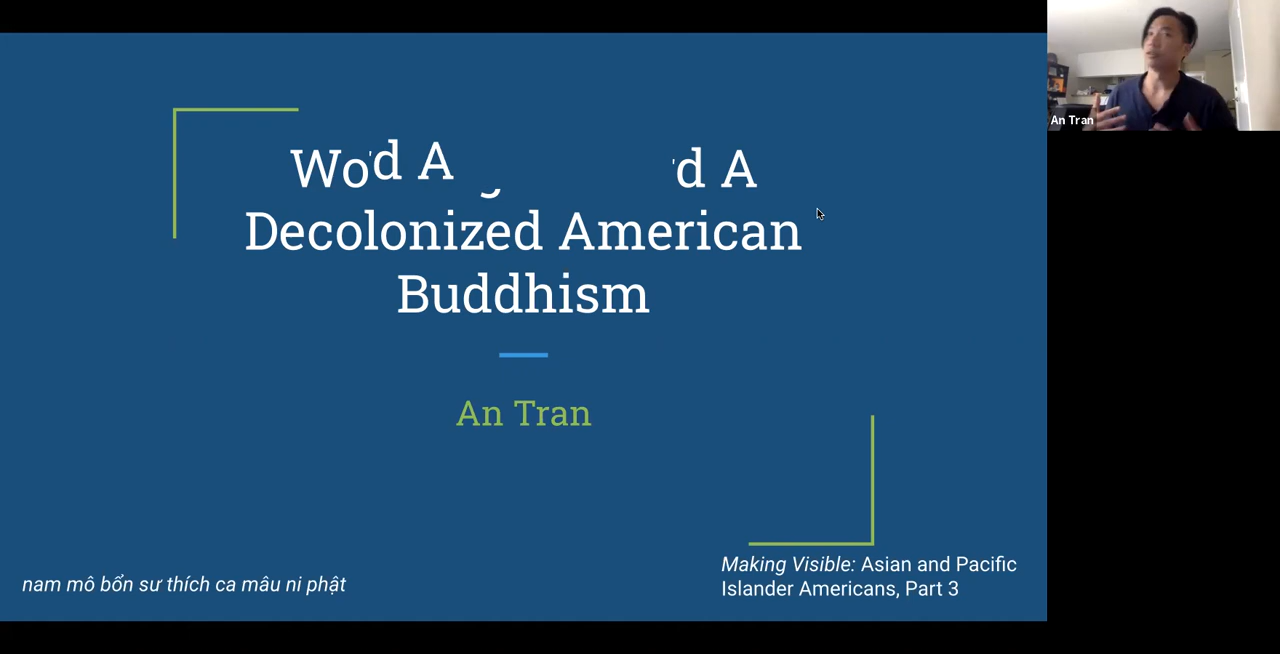 d A
Decolonized American
Buddhism
An Tran
nam mô bổn sư thích ca mâu ni phật
Making Visible: Asian and Pacific
Islander Americans, Part 3
An Tran